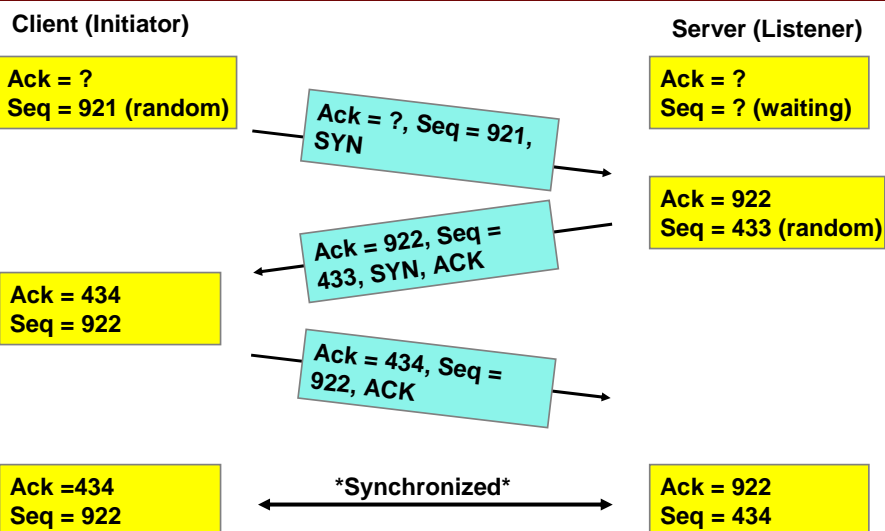 Client (Initiator)
Server (Listener)
Ack = ?
Seq = 921 (random)
Ack = ?
Seq = ? (waiting)
Ack = ?, Seq = 921,
SYN
Ack = 922
Seq = 433 (random)
Ack = 922, Seq =
433, SYN, ACK
Ack = 434
Seq = 922
Ack = 434, Seq =
922, ACK
*Synchronized*
Ack =434
Seq = 922
Ack = 922
Seq = 434